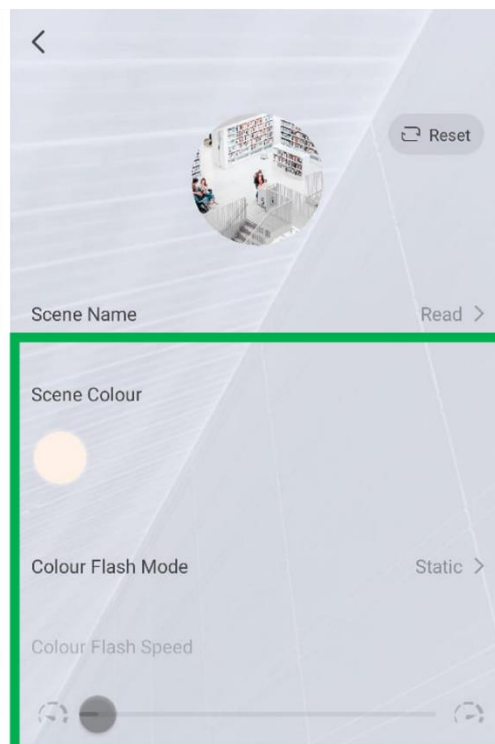 Reset
Scene Name Read
Scene Colour
Colour Flash Mode Static
Colour Flash Speed